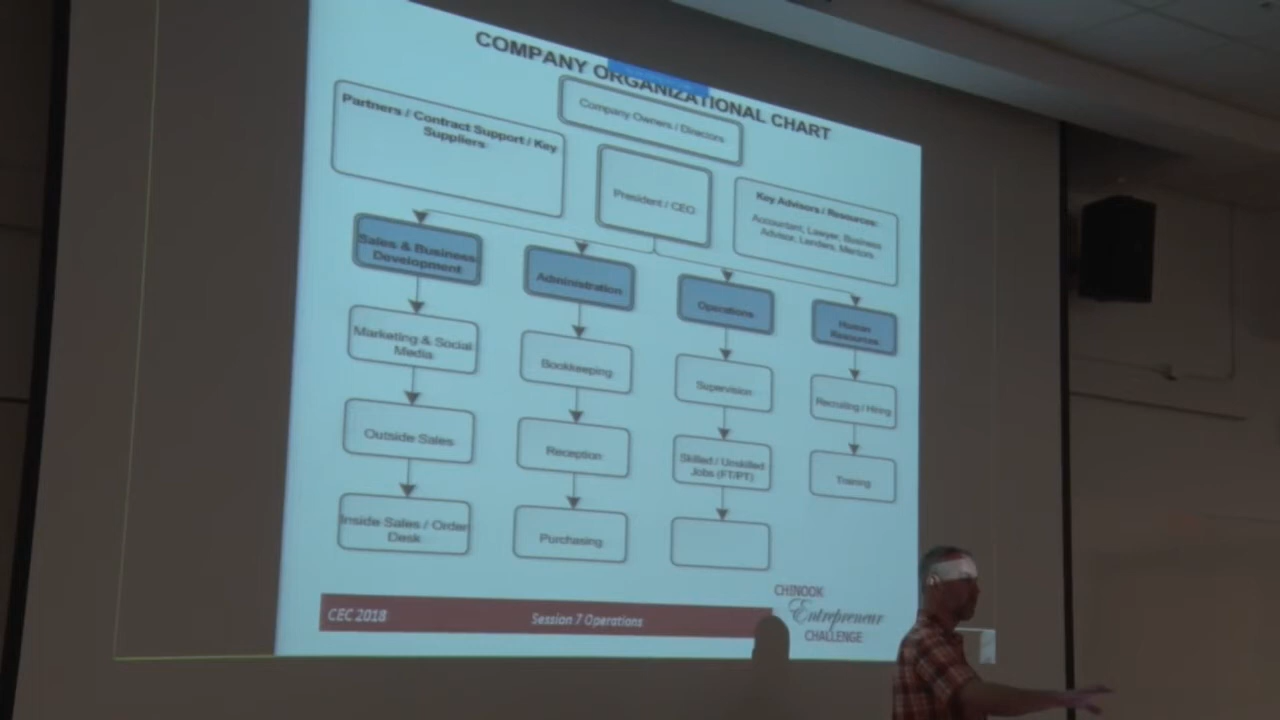 COMPANY ORGANIZATIONAL CHART
Company Owners / Directors
Partners / Contract Support / Key
Suppliers:
President / CEO
Key Advisors / Resources:
Accountant, Lawyer, Business
Advisor, Lenders, Mentors
Sales & Business
Development
Administration
Operations
Human
Resources
Marketing & Social
Media
Bookkeeping
Supervision
Recruiting / Hiring
Outside Sales
Reception
Skilled / Unskilled
Jobs (FT/PT)
Training
Inside Sales / Order
Desk
Purchasing
CEC 2018
Session 7 Operations
CHINOOK
Entrepreneur
CHALLENGE